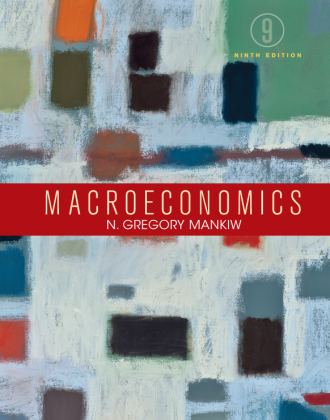 9
NINTH EDITION
MACROECONOMICS
N. GREGORY MANKIW